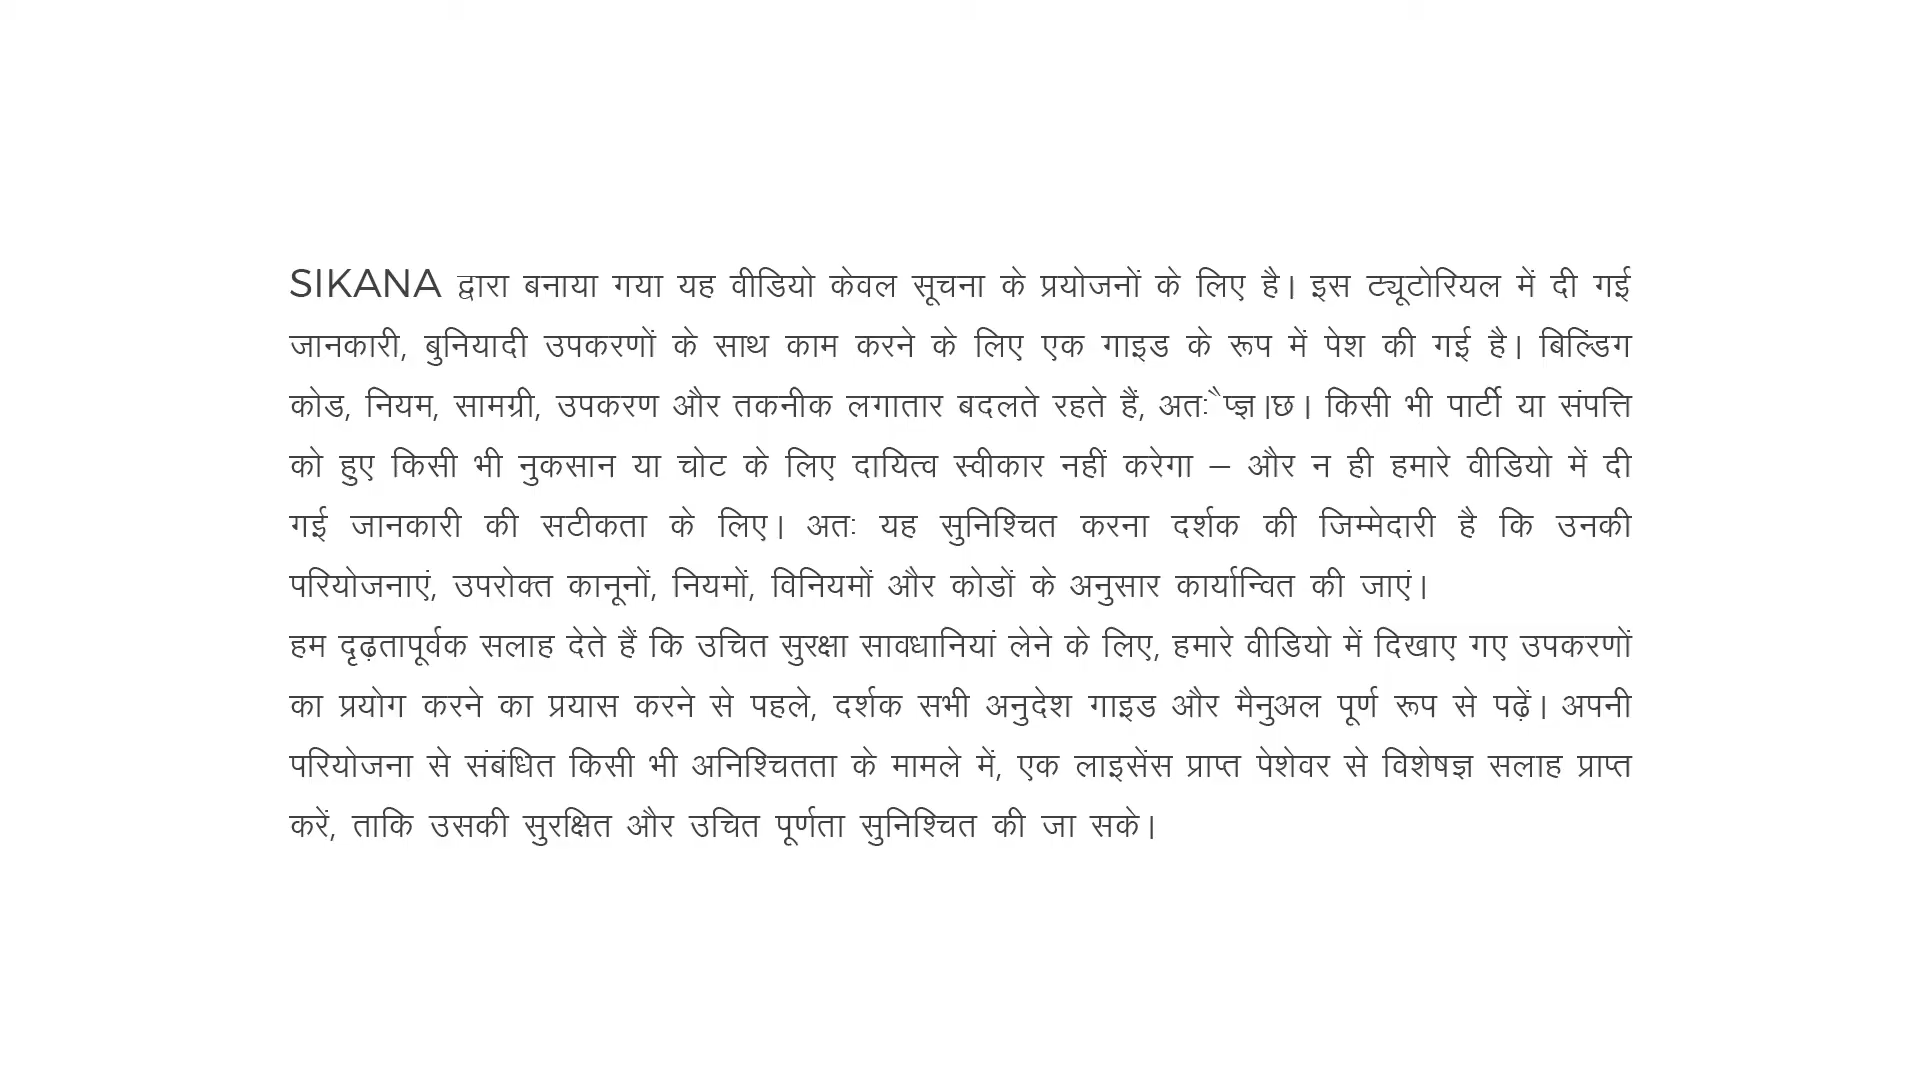 SIKANA द्वारा बनाया गया यह वीडियो केवल सूचना के प्रयोजनों के लिए है। इस ट्यूटोरियल में दी गई
जानकारी, बुनियादी उपकरणों के साथ काम करने के लिए एक गाइड के रूप में पेश की गई है। बिल्डिंग
कोड, नियम, सामग्री, उपकरण और तकनीक लगातार बदलते रहते हैं, अतःैप्ज्ञ।छ। किसी भी पार्टी या संपत्ति
को हुए किसी भी नुकसान या चोट के लिए दायित्व स्वीकार नहीं करेगा – और न ही हमारे वीडियो में दी
गई जानकारी की सटीकता के लिए। अतः यह सुनिश्चित करना दर्शक की जिम्मेदारी है कि उनकी
परियोजनाएं, उपरोक्त कानूनों, नियमों, विनियमों और कोडों के अनुसार कार्यान्वित की जाएं।
हम दृढ़तापूर्वक सलाह देते हैं कि उचित सुरक्षा सावधानियां लेने के लिए, हमारे वीडियो में दिखाए गए उपकरणों
का प्रयोग करने का प्रयास करने से पहले, दर्शक सभी अनुदेश गाइड और मैनुअल पूर्ण रूप से पढ़ें। अपनी
परियोजना से संबंधित किसी भी अनिश्चितता के मामले में, एक लाइसेंस प्राप्त पेशेवर से विशेषज्ञ सलाह प्राप्त
करें, ताकि उसकी सुरक्षित और उचित पूर्णता सुनिश्चित की जा सके।